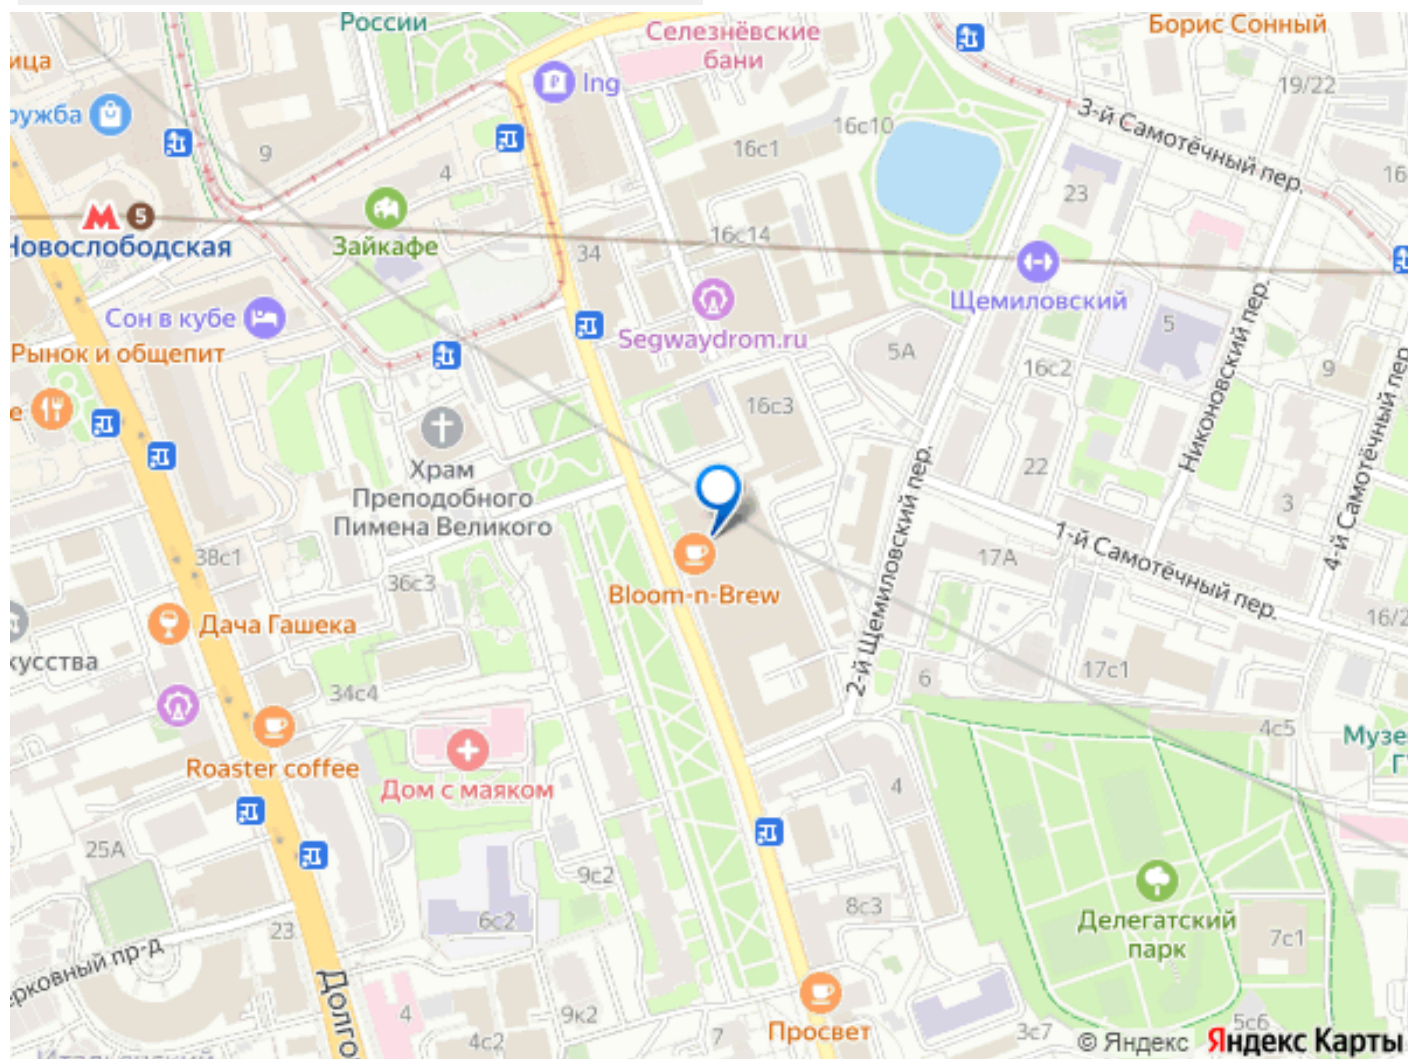 России
Селезнёвские
бани
Борис Сонный
ица
Ing
19/22
ружба
3-й Самотёчный пер.
16с10
9
16с1
4
16
23
5
Новослободская
Зайкафе
34
16с14
Щемиловский
Сон в кубе
Segwaydrom.ru
5
Рынок и общепит
5А
16с2
9
Никоновский пер.
4-й Самотёчный пер
е
16с3
Храм
Преподобного
Пимена Великого
22
3
2-й Щемиловский пер.
1-й Самотёчный пер.
38с1
17А
36с3
Bloom-n-Brew
Дача Гашека
16/2
кусства
34с4
6
17с1
4с5
Музе
Г
Roaster coffee
Дом с маяком
4
25А
9с2
8с3
6с2
Делегатский
парк
23
7с1
рковный пр-д
Долго
4
9к2
Просвет
4с2
7
3с7
5с6
Итальянский
© Яндекс Яндекс Карты